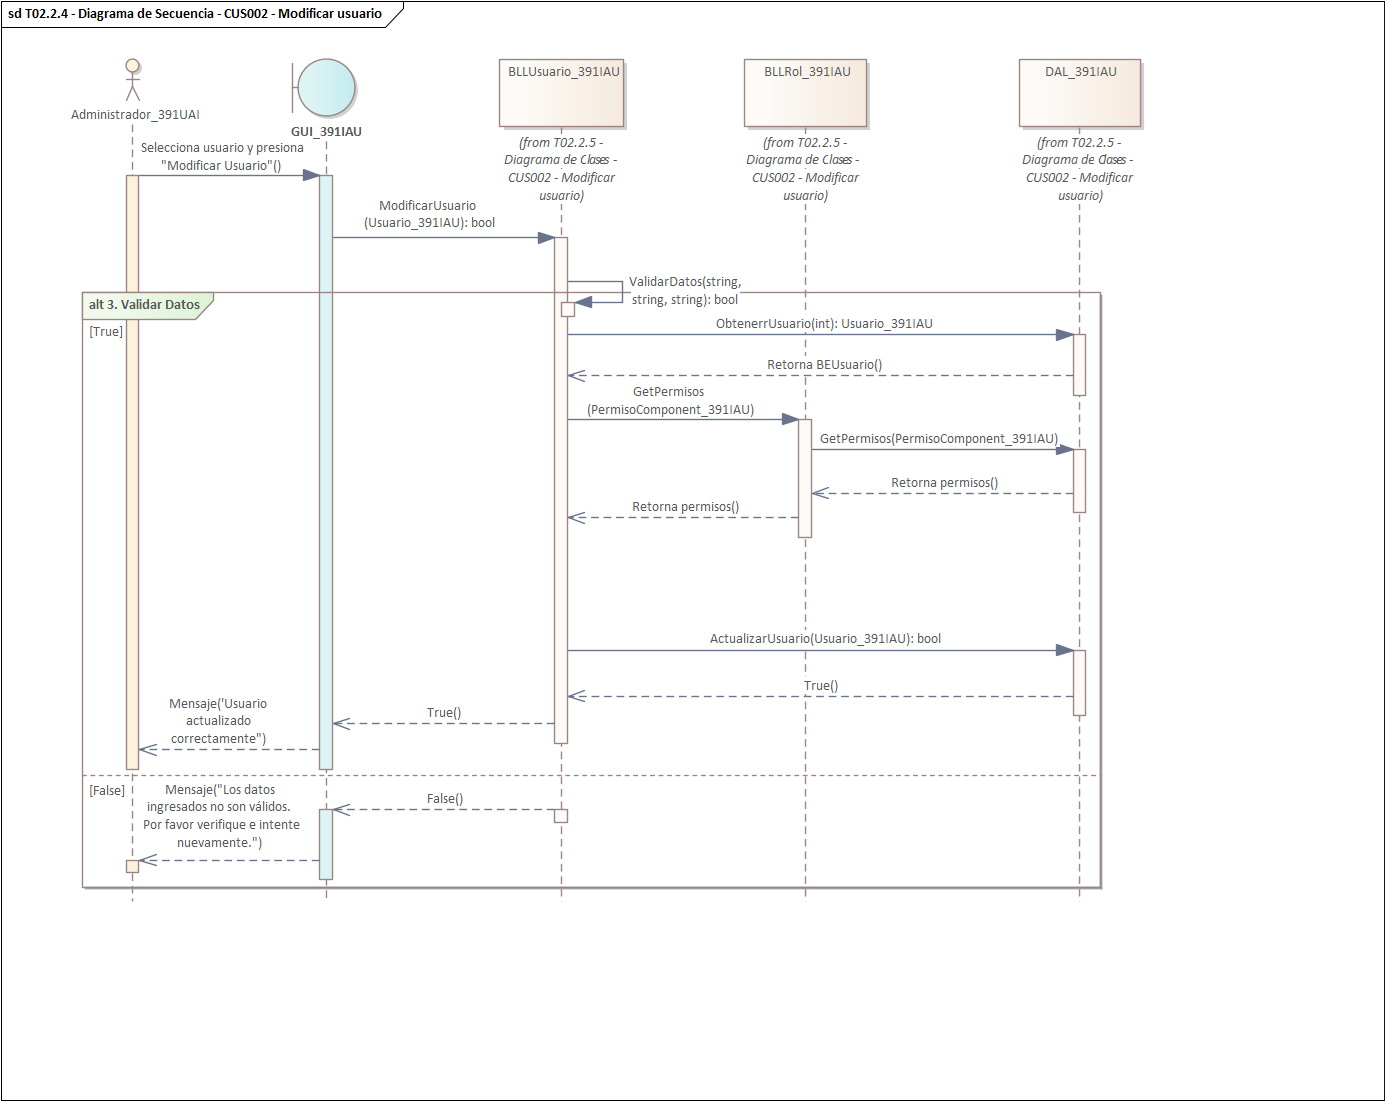 sd T02.2.4 - Diagrama de Secuencia - CUS002 - Modificar usuario
Administrador_391UAI
GUI_391IAU
BLLUsuario_391IAU
(from T02.2.5 -
Diagrama de Clases -
CUS002 - Modificar
usuario)
BLLRol_391IAU
(from T02.2.5 -
Diagrama de Clases -
CUS002 - Modificar
usuario)
DAL_391IAU
(from T02.2.5 -
Diagrama de Clases -
CUS002 - Modificar
usuario)
Selecciona usuario y presiona
"Modificar Usuario"()
ModificarUsuario
(Usuario_391IAU): bool
ValidarDatos(string,
string, string): bool
alt 3. Validar Datos
[True]
ObtenerrUsuario(int): Usuario_391IAU
Retorna BEUsuario()
GetPermisos
(PermisoComponent_391IAU)
GetPermisos(PermisoComponent_391IAU)
Retorna permisos()
Retorna permisos()
ActualizarUsuario(Usuario_391IAU): bool
True()
True()
Mensaje('Usuario
actualizado
correctamente")
[False]
False()
Mensaje("Los datos
ingresados no son válidos.
Por favor verifique e intente
nuevamente.")